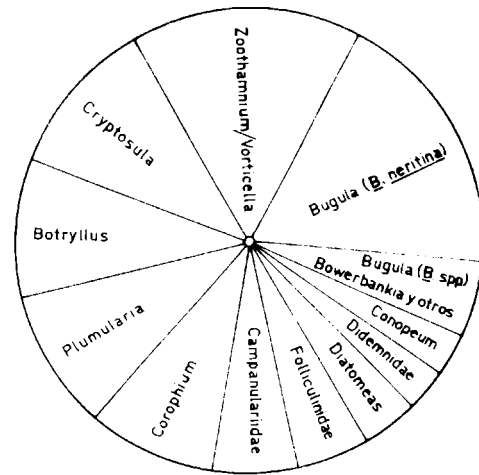 Zoothamnium/Vorticella
Bugula (B. neritina)
Bugula (B spp)
Bowerbankia y otros
Conopeum
Didemnidae
Diatomeas
Folliculinidae
Campanulariidae
Corophium
Plumularia
Botryllus
Cryptosula